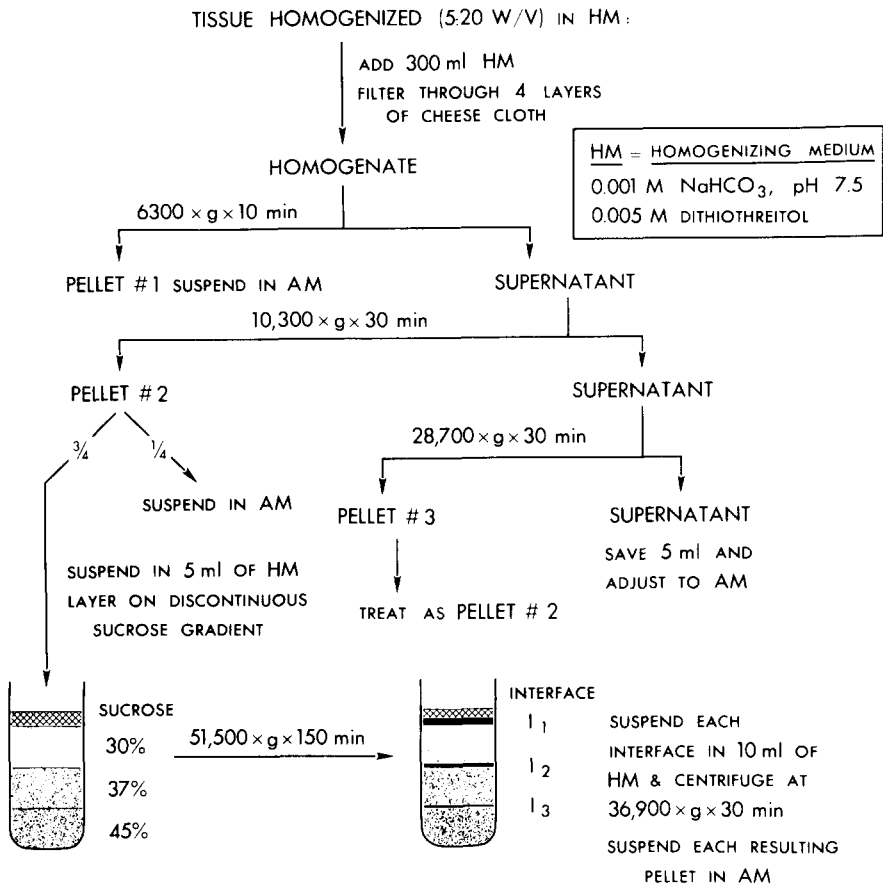 TISSUE HOMOGENIZED (5:20 W/V) IN HM:
ADD 300 ml HM
FILTER THROUGH 4 LAYERS
OF CHEESE CLOTH
HM = HOMOGENIZING MEDIUM
0.001 M NaHCO₃, pH 7.5
0.005 M DITHIOTHREITOL
HOMOGENATE
6300 × g × 10 min
PELLET #1 SUSPEND IN AM
SUPERNATANT
10,300 × g × 30 min
PELLET #2
SUPERNATANT
3/4
1/4
28,700 × g × 30 min
SUSPEND IN AM
PELLET #3
SUPERNATANT
SAVE 5 ml AND
ADJUST TO AM
SUSPEND IN 5 ml OF HM
LAYER ON DISCONTINUOUS
SUCROSE GRADIENT
TREAT AS PELLET #2
SUCROSE
30%
37%
45%
51,500 × g × 150 min
INTERFACE
I₁
I₂
I₃
SUSPEND EACH
INTERFACE IN 10 ml OF
HM & CENTRIFUGE AT
36,900 × g × 30 min
SUSPEND EACH RESULTING
PELLET IN AM